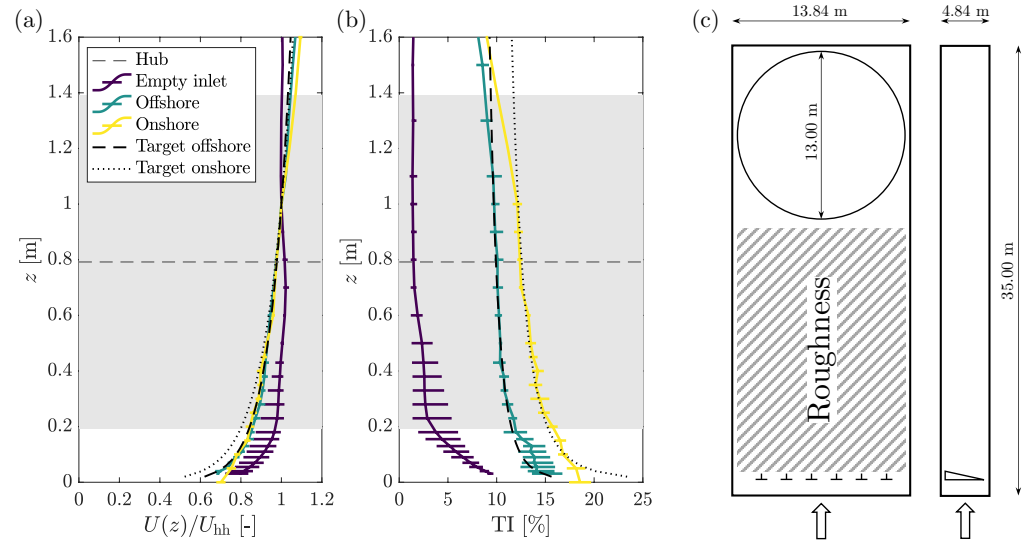 (a)
1.6
1.4
1.2
1
0.8
0.6
0.4
0.2
0
z [m]
Hub
Empty inlet
Offshore
Onshore
Target offshore
Target onshore
0
0.2
0.4
0.6
0.8
1
1.2
U(z)/U_hh [-]
(b)
1.6
1.4
1.2
1
0.8
0.6
0.4
0.2
0
z [m]
0
5
10
15
20
25
TI [%]
(c)
13.84 m
4.84 m
13.00 m
35.00 m
Roughness